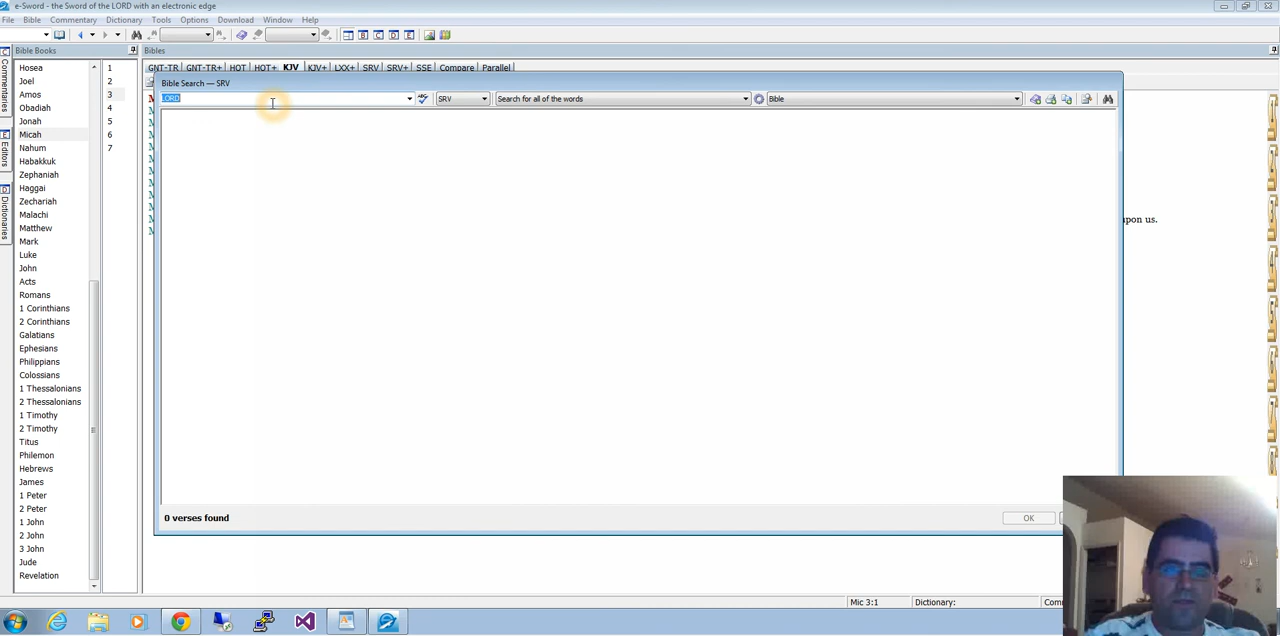 e-Sword - the Sword of the LORD with an electronic edge
File Bible Commentary Dictionary Tools Options Download Window Help
Bible Books
Bibles
GNT-TR GNT-TR+ HOT HOT+ KJV KJV+ LXX+ SRV SRV+ SSE Compare Parallel
Bible Search — SRV
LORD SRV Search for all of the words Bible
Commentaries
Editors
Dictionaries
Hosea 1
Joel 2
Amos 3
Obadiah 4
Jonah 5
Micah 6
Nahum 7
Habakkuk
Zephaniah
Haggai
Zechariah
Malachi
Matthew
Mark
Luke
John
Acts
Romans
1 Corinthians
2 Corinthians
Galatians
Ephesians
Philippians
Colossians
1 Thessalonians
2 Thessalonians
1 Timothy
2 Timothy
Titus
Philemon
Hebrews
James
1 Peter
2 Peter
1 John
2 John
3 John
Jude
Revelation
upon us.
0 verses found
OK
Mic 3:1 Dictionary: Com